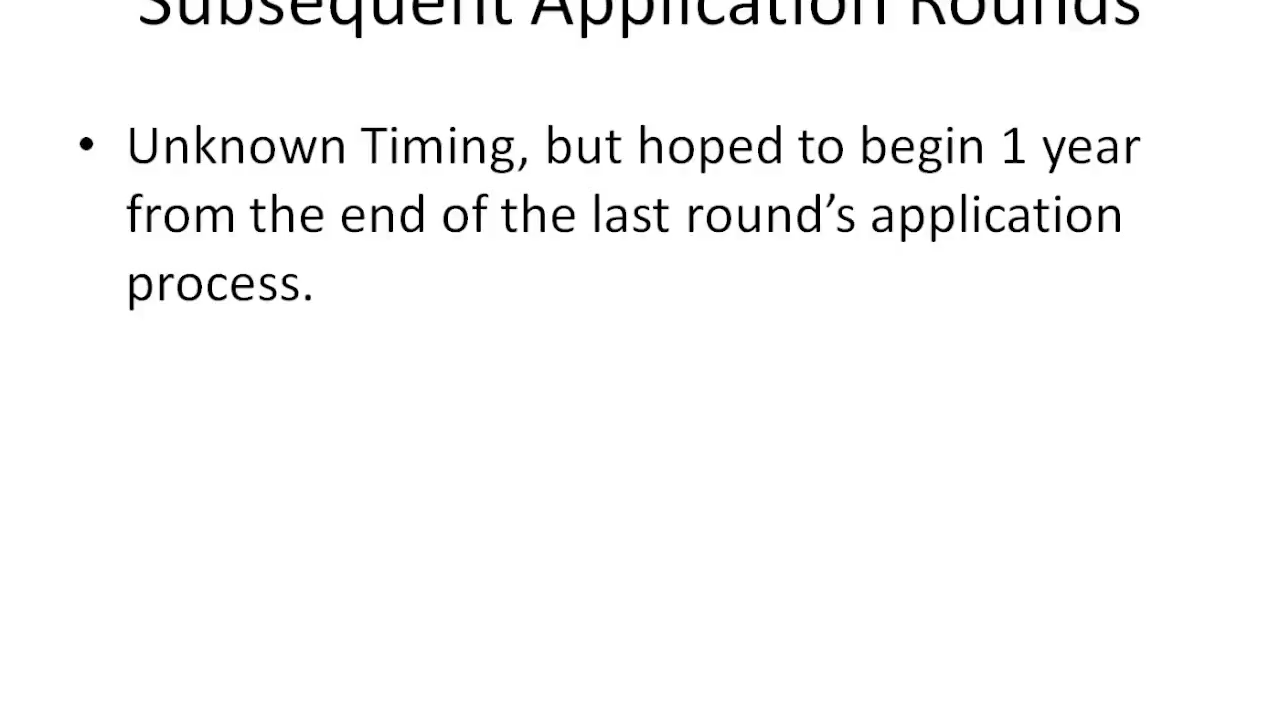 Subsequent Application Rounds
• Unknown Timing, but hoped to begin 1 year
from the end of the last round’s application
process.